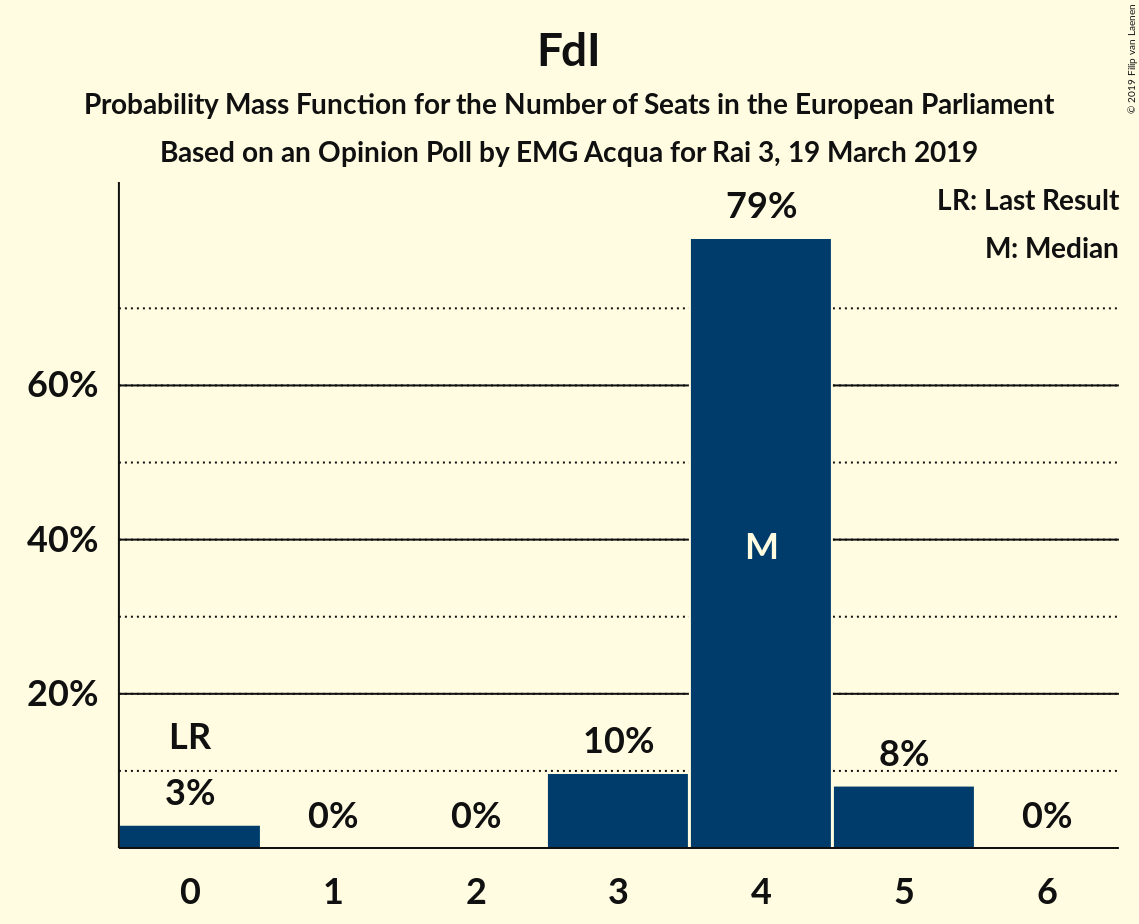 FdI
Probability Mass Function for the Number of Seats in the European Parliament
Based on an Opinion Poll by EMG Acqua for Rai 3, 19 March 2019
© 2019 Filip van Laenen
LR: Last Result
M: Median
79%
60%
40%
20%
M
LR
3%
0%
0%
10%
8%
0%
0
1
2
3
4
5
6